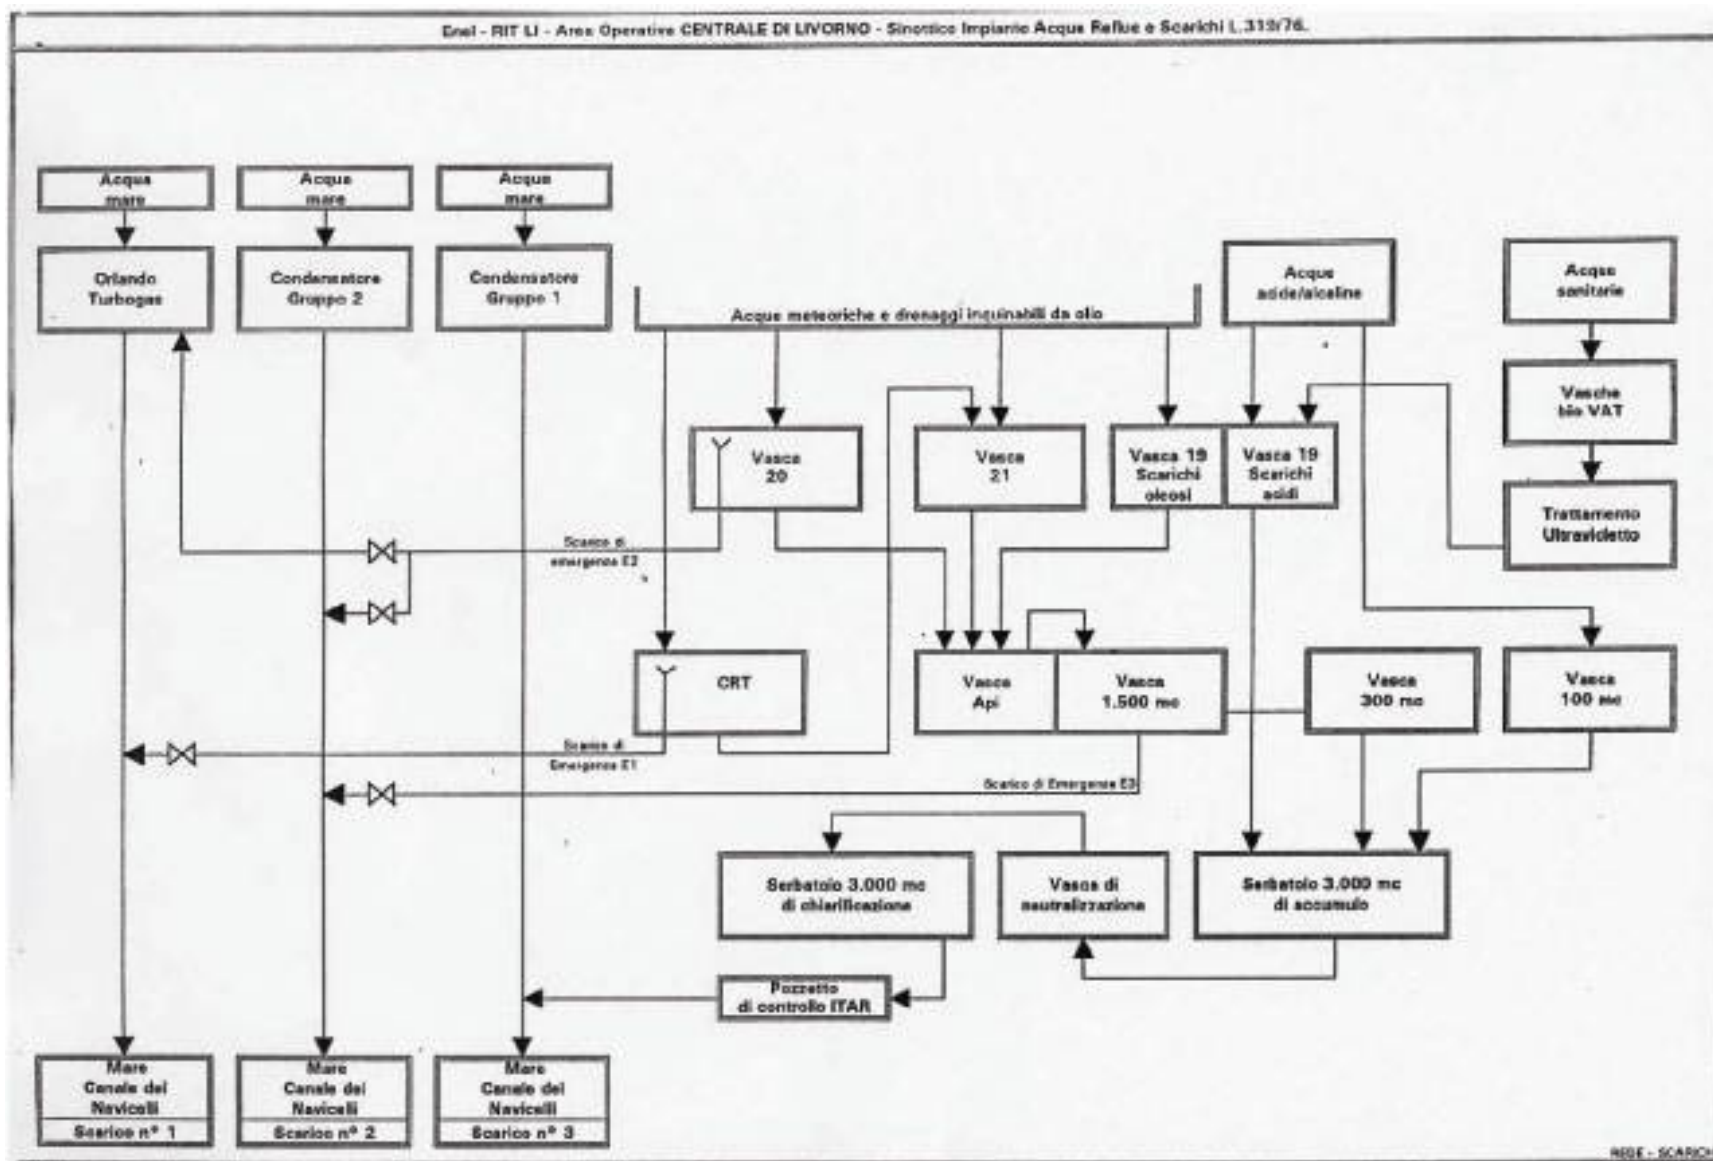 Enel - RIT LI - Area Operative CENTRALE DI LIVORNO - Sinottico Impianto Acque Reflue e Scarichi L.319/76.
Acqua
mare
Acqua
mare
Acqua
mare
Orlando
Turbogas
Condensatore
Gruppo 2
Condensatore
Gruppo 1
Acque meteoriche e drenaggi inquinabili da olio
Acque
acide/alcaline
Acque
sanitarie
Vasche
bio VAT
Vasca
20
Vasca
21
Vasca 19
Scarichi
oleosi
Vasca 19
Scarichi
acidi
Trattamento
Ultravioletto
Scarico di
emergenza E2
CRT
Vasca
Api
Vasca
1.500 mc
Vasca
300 mc
Vasca
100 mc
Scarico di
Emergenza E1
Scarico di Emergenza E3
Serbatoio 3.000 mc
di chiarificazione
Vasca di
neutralizzazione
Serbatoio 3.000 mc
di accumulo
Pozzetto
di controllo ITAR
Mare
Canale dei
Navicelli
Scarico n° 1
Mare
Canale dei
Navicelli
Scarico n° 2
Mare
Canale dei
Navicelli
Scarico n° 3